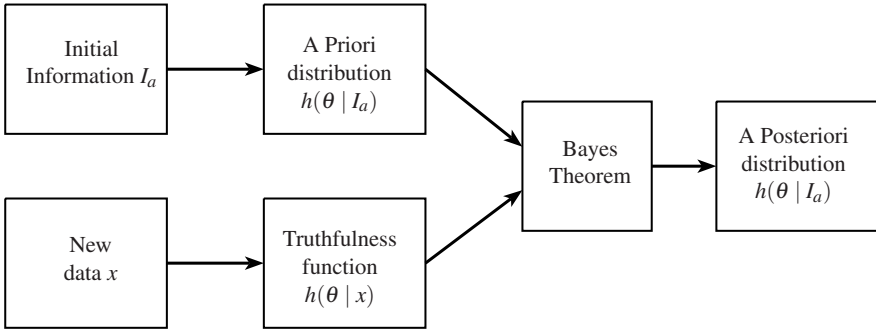 Initial
Information I_a
A Priori
distribution
h(θ | I_a)
Bayes
Theorem
A Posteriori
distribution
h(θ | I_a)
New
data x
Truthfulness
function
h(θ | x)